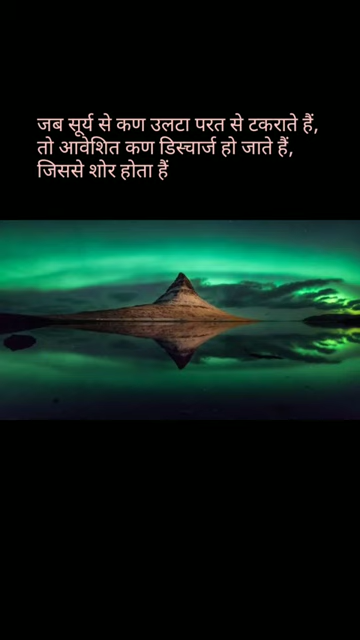 जब सूर्य से कण उलटा परत से टकराते हैं,
तो आवेशित कण डिस्चार्ज हो जाते हैं,
जिससे शोर होता हैं